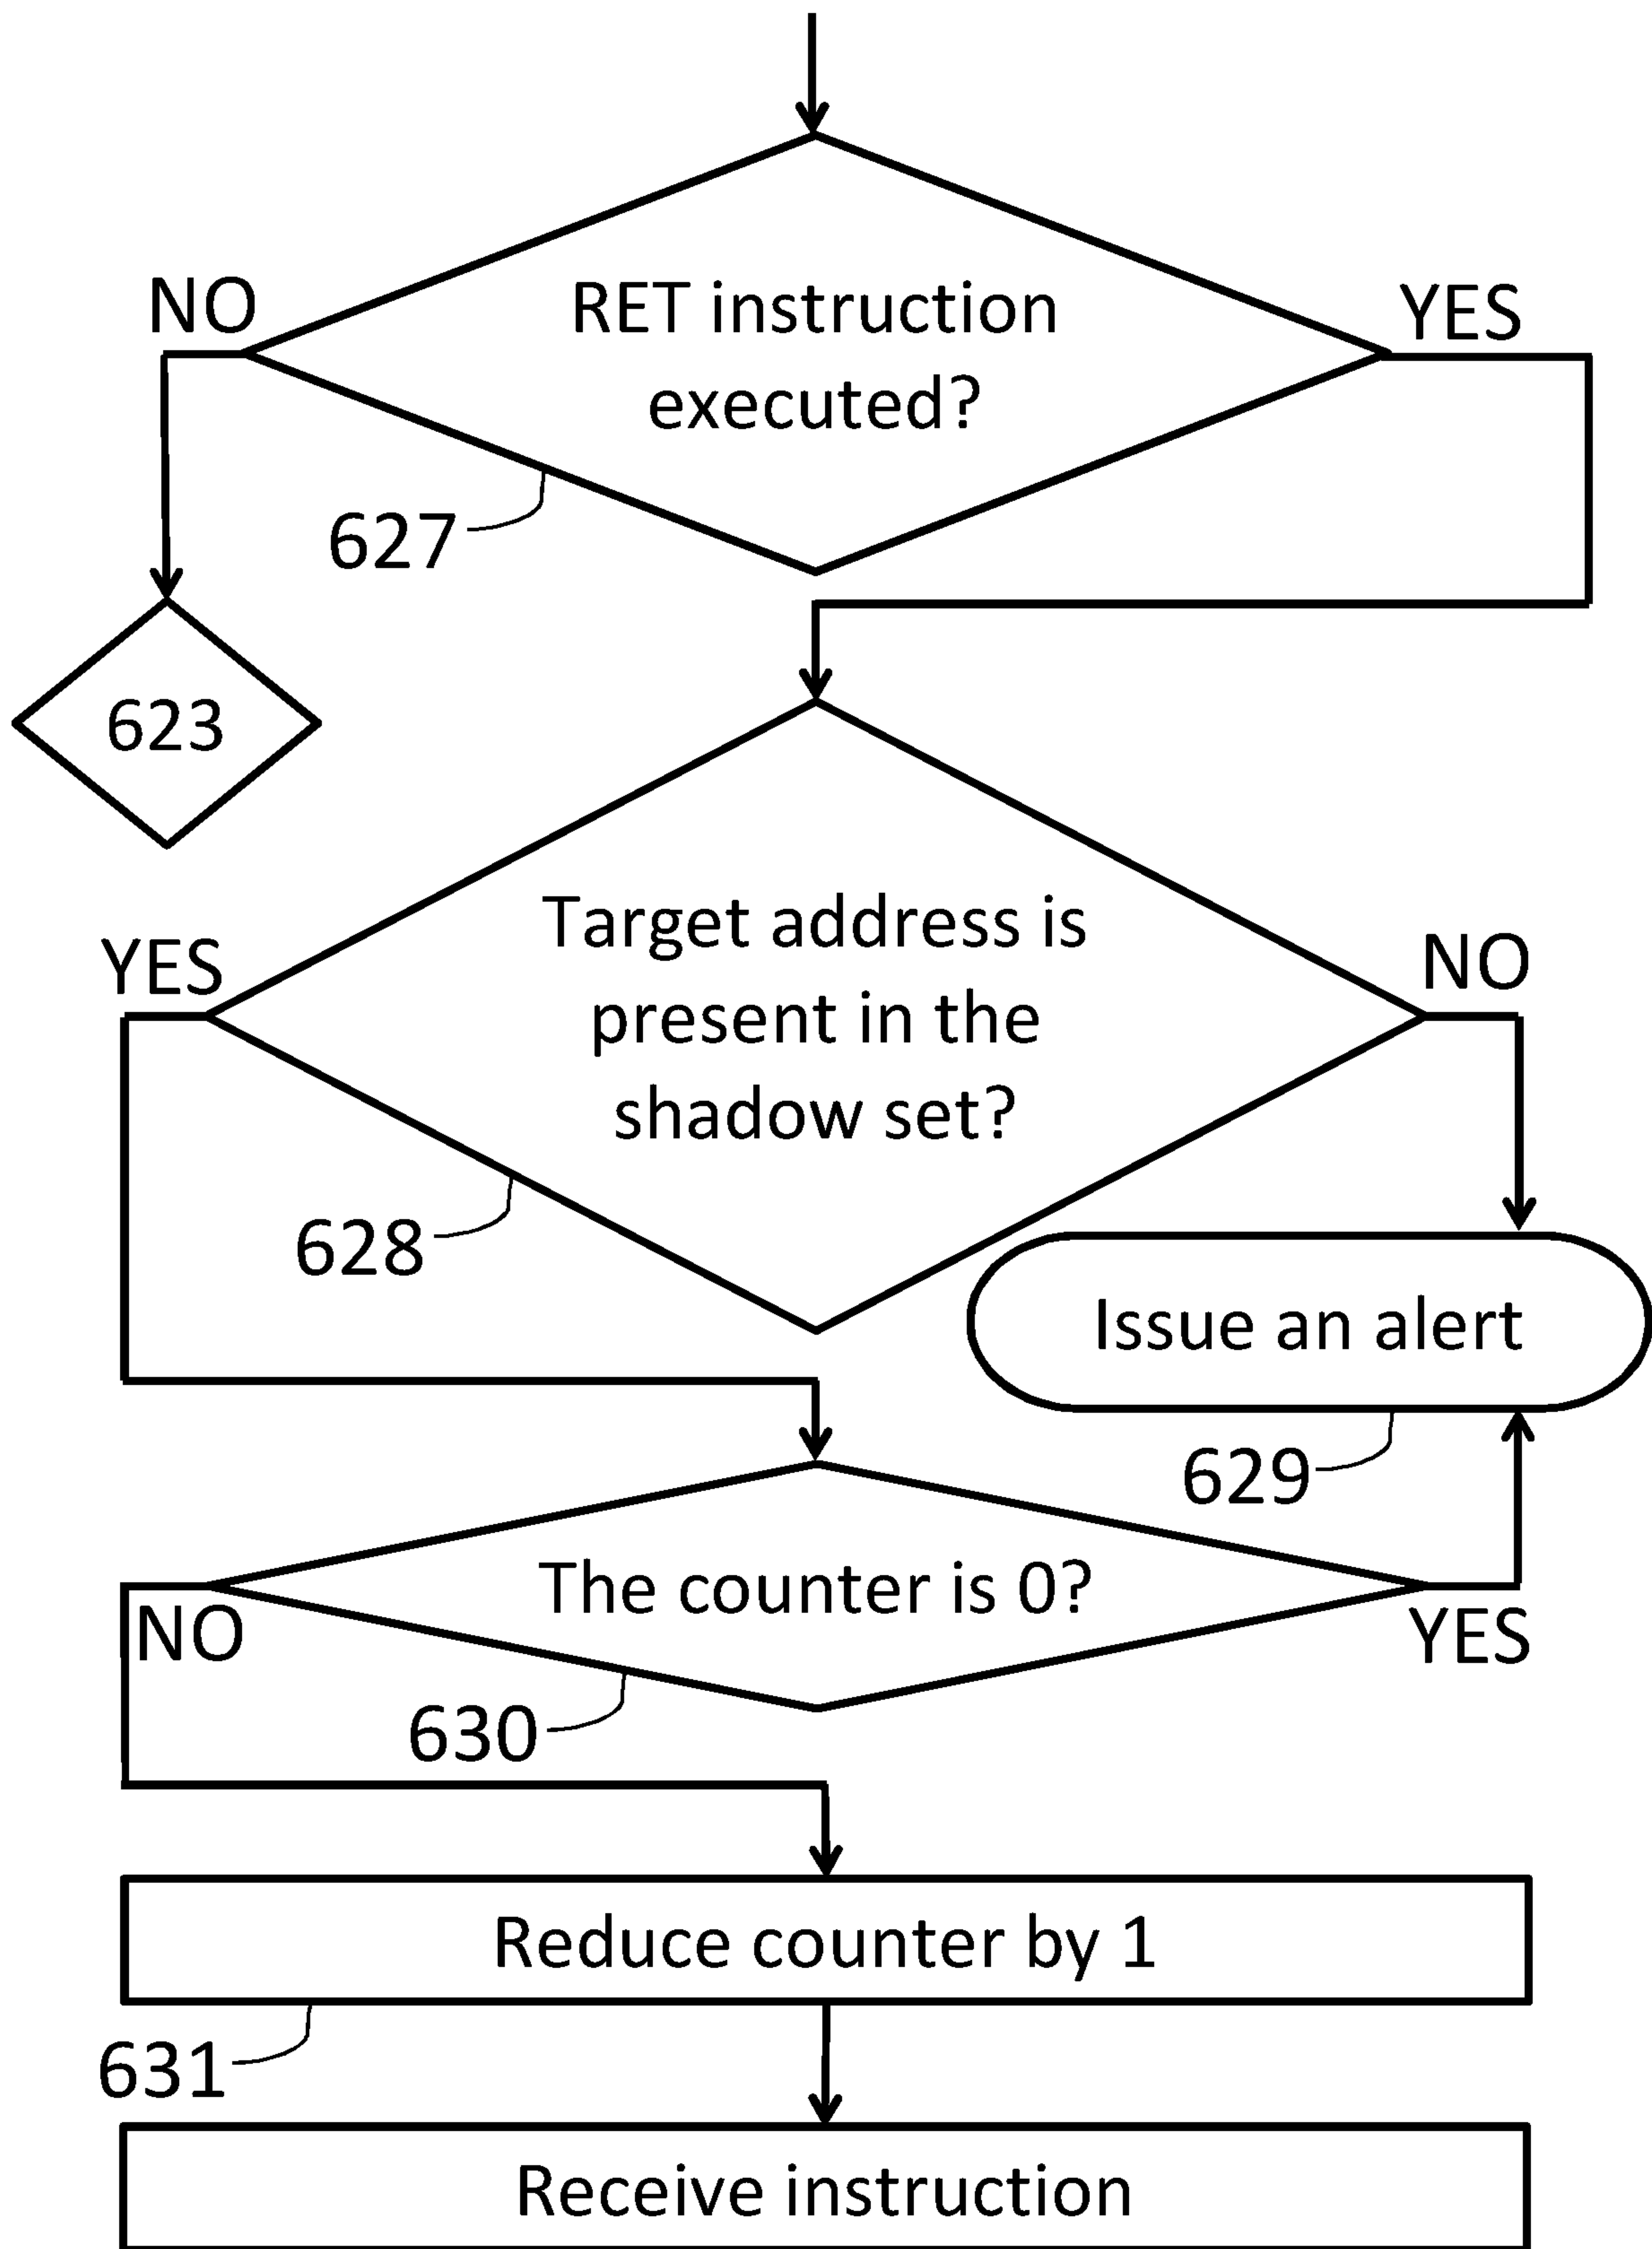 NO
RET instruction
YES
executed?
627
623
Target address is
YES
NO
present in the
shadow set?
628
Issue an alert
629
The counter is 0?
NO
YES
630
Reduce counter by 1
631
Receive instruction